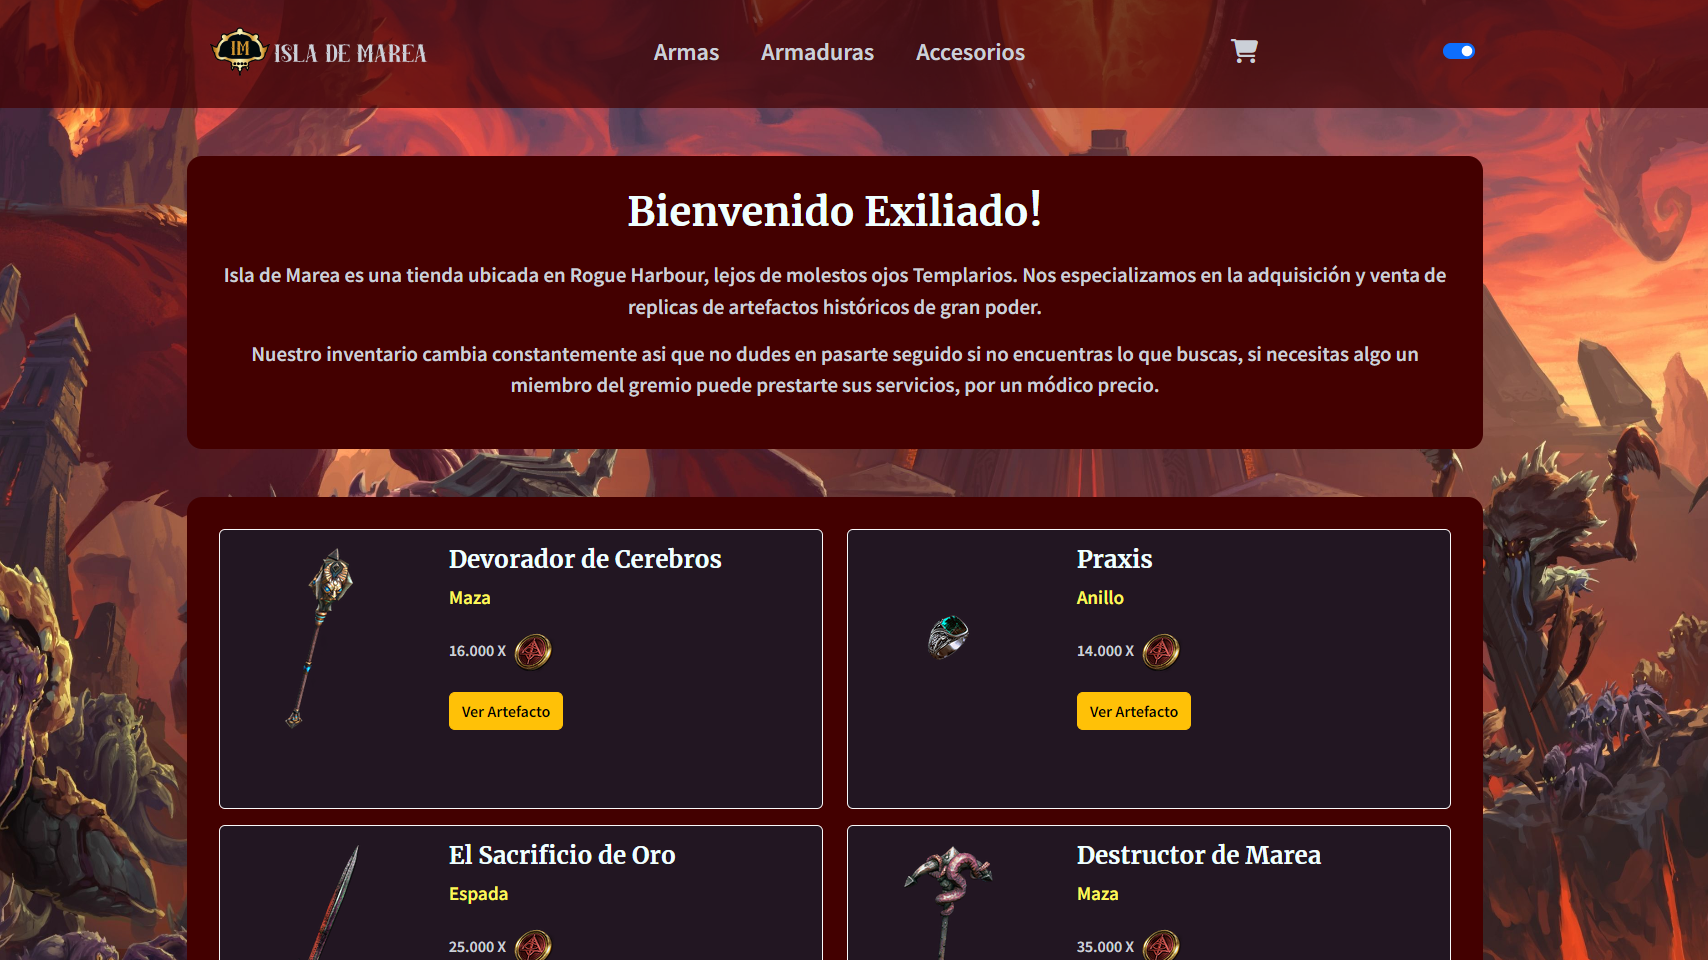 IM ISLA DE MAREA
Armas Armaduras Accesorios
Bienvenido Exiliado!
Isla de Marea es una tienda ubicada en Rogue Harbour, lejos de molestos ojos Templarios. Nos especializamos en la adquisición y venta de
replicas de artefactos históricos de gran poder.
Nuestro inventario cambia constantemente asi que no dudes en pasarte seguido si no encuentras lo que buscas, si necesitas algo un
miembro del gremio puede prestarte sus servicios, por un módico precio.
Devorador de Cerebros
Maza
16.000 X
Ver Artefacto
Praxis
Anillo
14.000 X
Ver Artefacto
El Sacrificio de Oro
Espada
25.000 X
Destructor de Marea
Maza
35.000 X